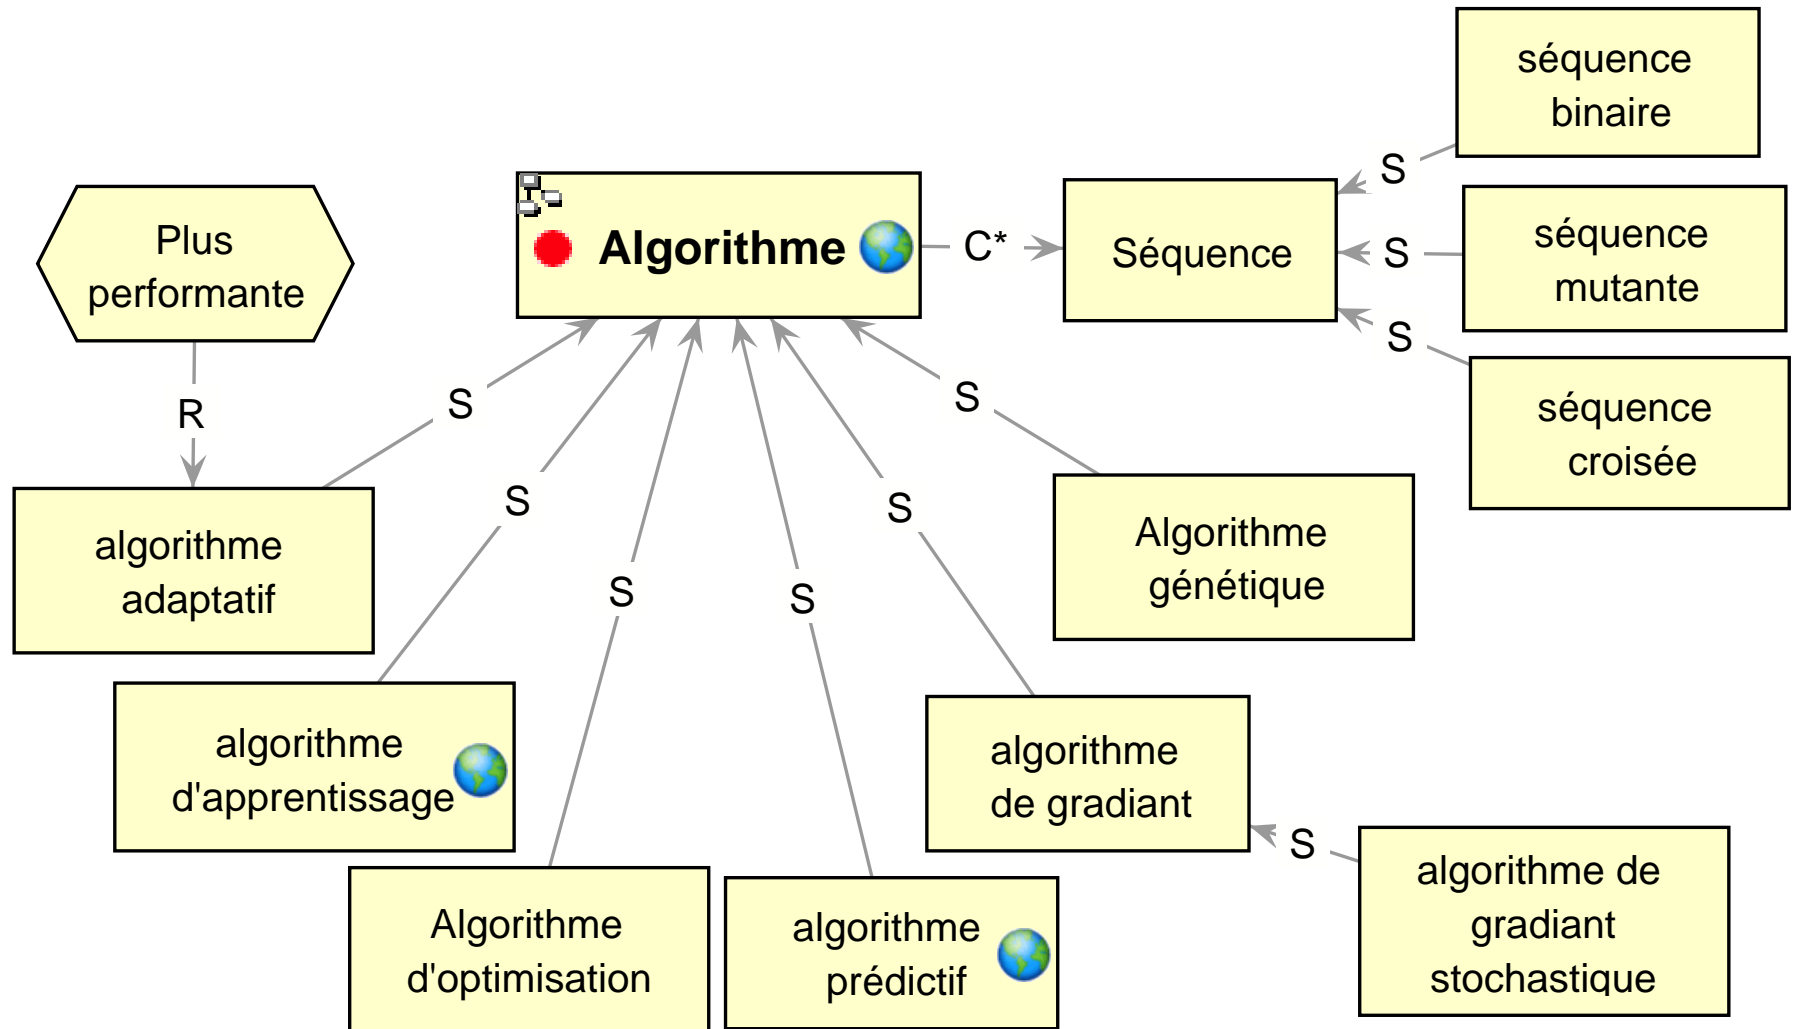 séquence
binaire
S
Plus
performante
Algorithme
C*
Séquence
S
séquence
mutante
S
séquence
croisée
R
S
S
S
S
S
S
algorithme
adaptatif
Algorithme
génétique
algorithme
d'apprentissage
algorithme
de gradiant
S
Algorithme
d'optimisation
algorithme
prédictif
algorithme de
gradiant
stochastique